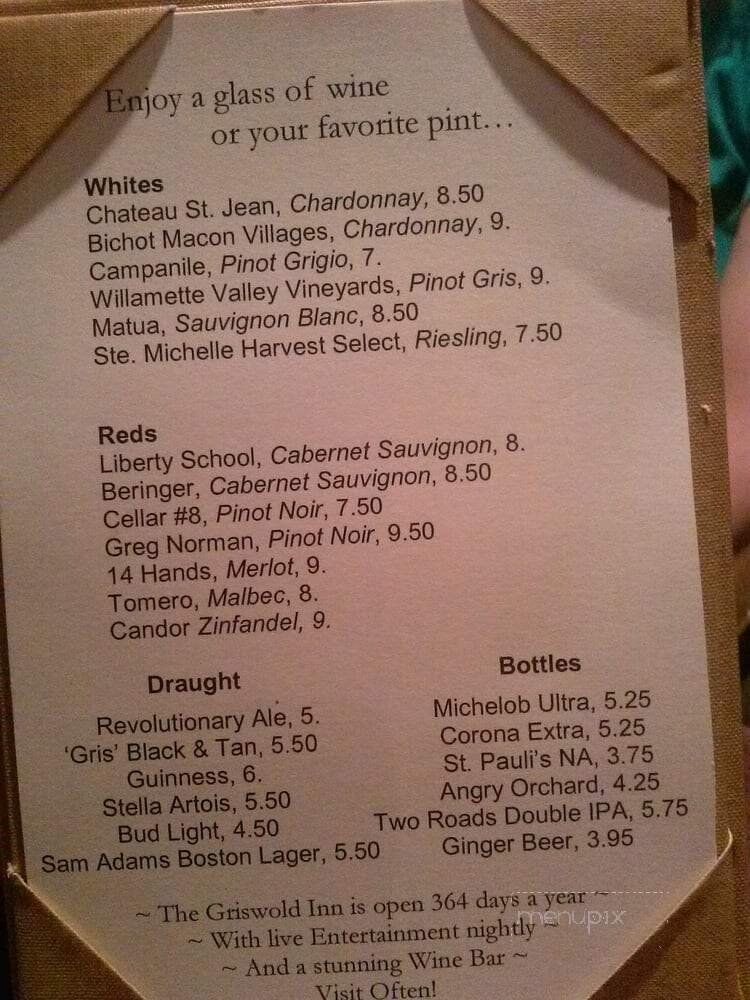 Enjoy a glass of wine
or your favorite pint...
Whites
Chateau St. Jean, Chardonnay, 8.50
Bichot Macon Villages, Chardonnay, 9.
Campanile, Pinot Grigio, 7.
Willamette Valley Vineyards, Pinot Gris, 9.
Matua, Sauvignon Blanc, 8.50
Ste. Michelle Harvest Select, Riesling, 7.50
Reds
Liberty School, Cabernet Sauvignon, 8.
Beringer, Cabernet Sauvignon, 8.50
Cellar #8, Pinot Noir, 7.50
Greg Norman, Pinot Noir, 9.50
14 Hands, Merlot, 9.
Tomero, Malbec, 8.
Candor Zinfandel, 9.
Draught
Revolutionary Ale, 5.
‘Gris’ Black & Tan, 5.50
Guinness, 6.
Stella Artois, 5.50
Bud Light, 4.50
Sam Adams Boston Lager, 5.50
Bottles
Michelob Ultra, 5.25
Corona Extra, 5.25
St. Pauli's NA, 3.75
Angry Orchard, 4.25
Two Roads Double IPA, 5.75
Ginger Beer, 3.95
~ The Griswold Inn is open 364 days a year ~
~ With live Entertainment nightly ~
~ And a stunning Wine Bar ~
Visit Often!
menupix